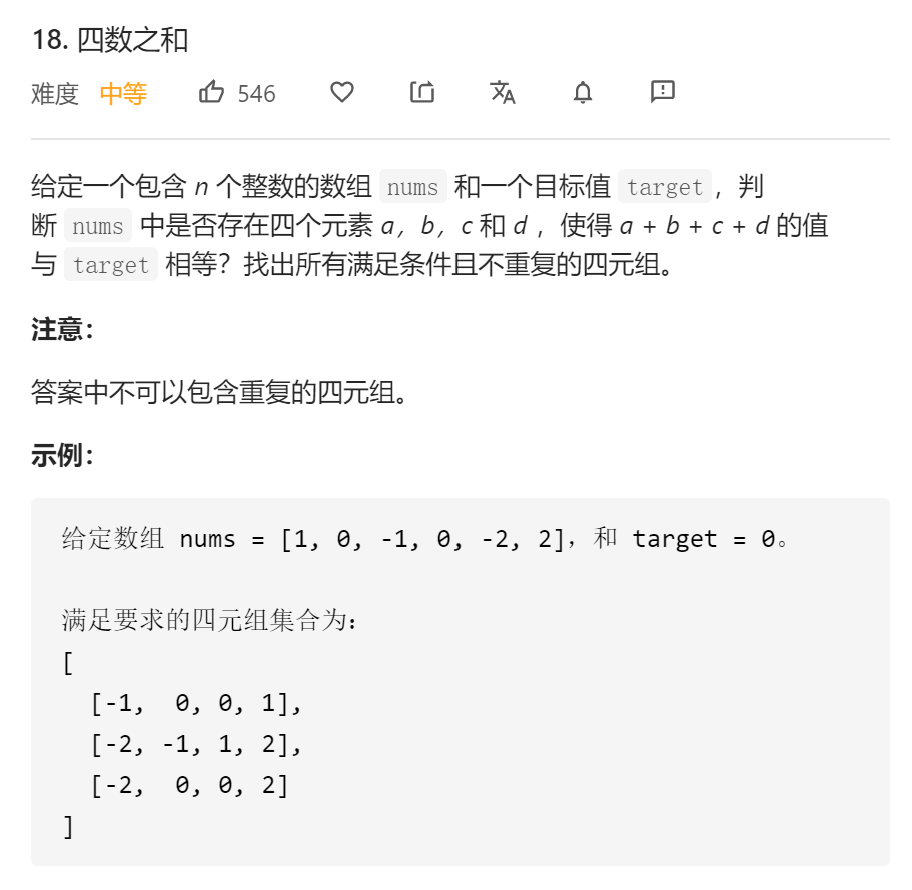 18. 四数之和
难度 中等 546
给定一个包含 n 个整数的数组 nums 和一个目标值 target，判
断 nums 中是否存在四个元素 a，b，c 和 d ，使得 a + b + c + d 的值
与 target 相等？找出所有满足条件且不重复的四元组。
注意：
答案中不可以包含重复的四元组。
示例：
给定数组 nums = [1, 0, -1, 0, -2, 2]，和 target = 0。
满足要求的四元组集合为：
[
  [-1,  0, 0, 1],
  [-2, -1, 1, 2],
  [-2,  0, 0, 2]
]